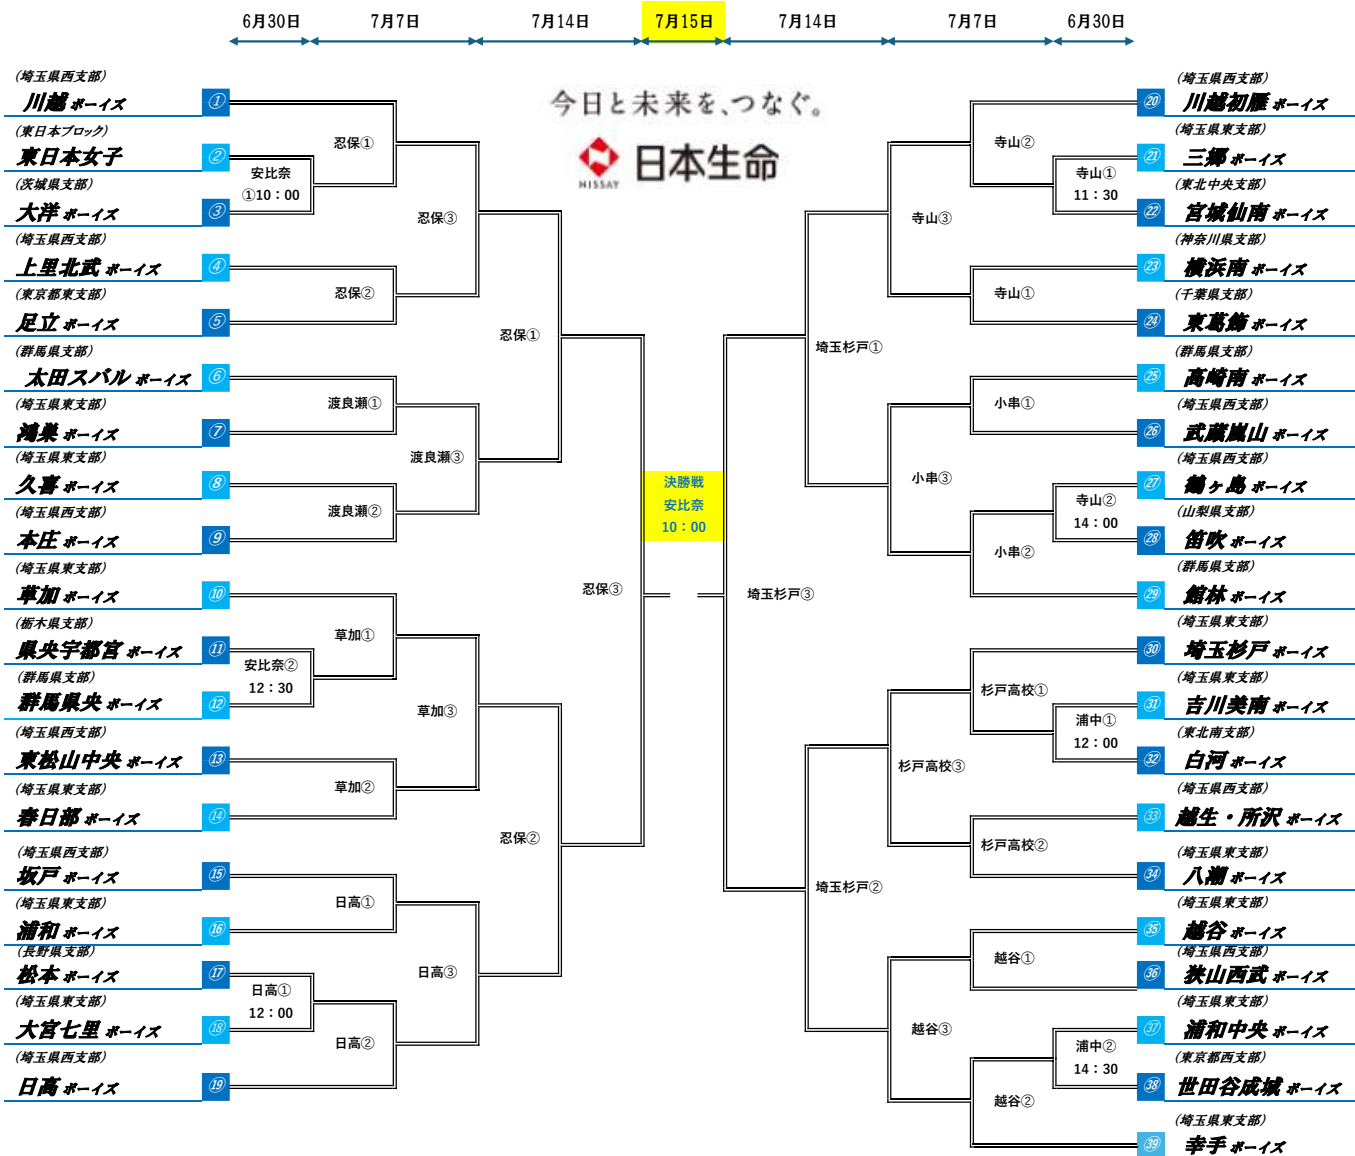 6月30日 7月7日 7月14日 7月15日 7月14日 7月7日 6月30日
今日と未来を、つなぐ。
NISSAY 日本生命
(埼玉県西支部)
川越 ボーイズ ①
(東日本ブロック)
東日本女子 ②
(茨城県支部)
大洋 ボーイズ ③
(埼玉県西支部)
上里北武 ボーイズ ④
(東京都東支部)
足立 ボーイズ ⑤
(群馬県支部)
太田スバル ボーイズ ⑥
(埼玉県東支部)
鴻巣 ボーイズ ⑦
(埼玉県東支部)
久喜 ボーイズ ⑧
(埼玉県西支部)
本庄 ボーイズ ⑨
(埼玉県東支部)
草加 ボーイズ ⑩
(栃木県支部)
県央宇都宮 ボーイズ ⑪
(群馬県支部)
群馬県央 ボーイズ ⑫
(埼玉県西支部)
東松山中央 ボーイズ ⑬
(埼玉県東支部)
春日部 ボーイズ ⑭
(埼玉県西支部)
坂戸 ボーイズ ⑮
(埼玉県東支部)
浦和 ボーイズ ⑯
(長野県支部)
松本 ボーイズ ⑰
(埼玉県東支部)
大宮七里 ボーイズ ⑱
(埼玉県西支部)
日高 ボーイズ ⑲
安比奈
①10：00
安比奈②
12：30
日高①
12：00
忍保①
忍保②
渡良瀬①
渡良瀬②
草加①
草加②
日高①
日高②
忍保③
渡良瀬③
草加③
日高③
忍保①
忍保②
忍保③
決勝戦
安比奈
10：00
埼玉杉戸③
埼玉杉戸①
埼玉杉戸②
寺山③
小串③
杉戸高校③
越谷③
寺山②
寺山①
小串①
小串②
杉戸高校①
杉戸高校②
越谷①
越谷②
寺山①
11：30
寺山②
14：00
浦中①
12：00
浦中②
14：30
(埼玉県西支部)
⑳ 川越初雁 ボーイズ
(埼玉県東支部)
㉑ 三郷 ボーイズ
(東北中央支部)
㉒ 宮城仙南 ボーイズ
(神奈川県支部)
㉓ 横浜南 ボーイズ
(千葉県支部)
㉔ 東葛飾 ボーイズ
(群馬県支部)
㉕ 高崎南 ボーイズ
(埼玉県西支部)
㉖ 武蔵嵐山 ボーイズ
(埼玉県西支部)
㉗ 鶴ヶ島 ボーイズ
(山梨県支部)
㉘ 笛吹 ボーイズ
(群馬県支部)
㉙ 館林 ボーイズ
(埼玉県東支部)
㉚ 埼玉杉戸 ボーイズ
(埼玉県東支部)
㉛ 吉川美南 ボーイズ
(東北南支部)
㉜ 白河 ボーイズ
(埼玉県西支部)
㉝ 越生・所沢 ボーイズ
(埼玉県東支部)
㉞ 八潮 ボーイズ
(埼玉県東支部)
㉟ 越谷 ボーイズ
(埼玉県西支部)
㊱ 狭山西武 ボーイズ
(埼玉県東支部)
㊲ 浦和中央 ボーイズ
(東京都西支部)
㊳ 世田谷成城 ボーイズ
(埼玉県東支部)
㊴ 幸手 ボーイズ